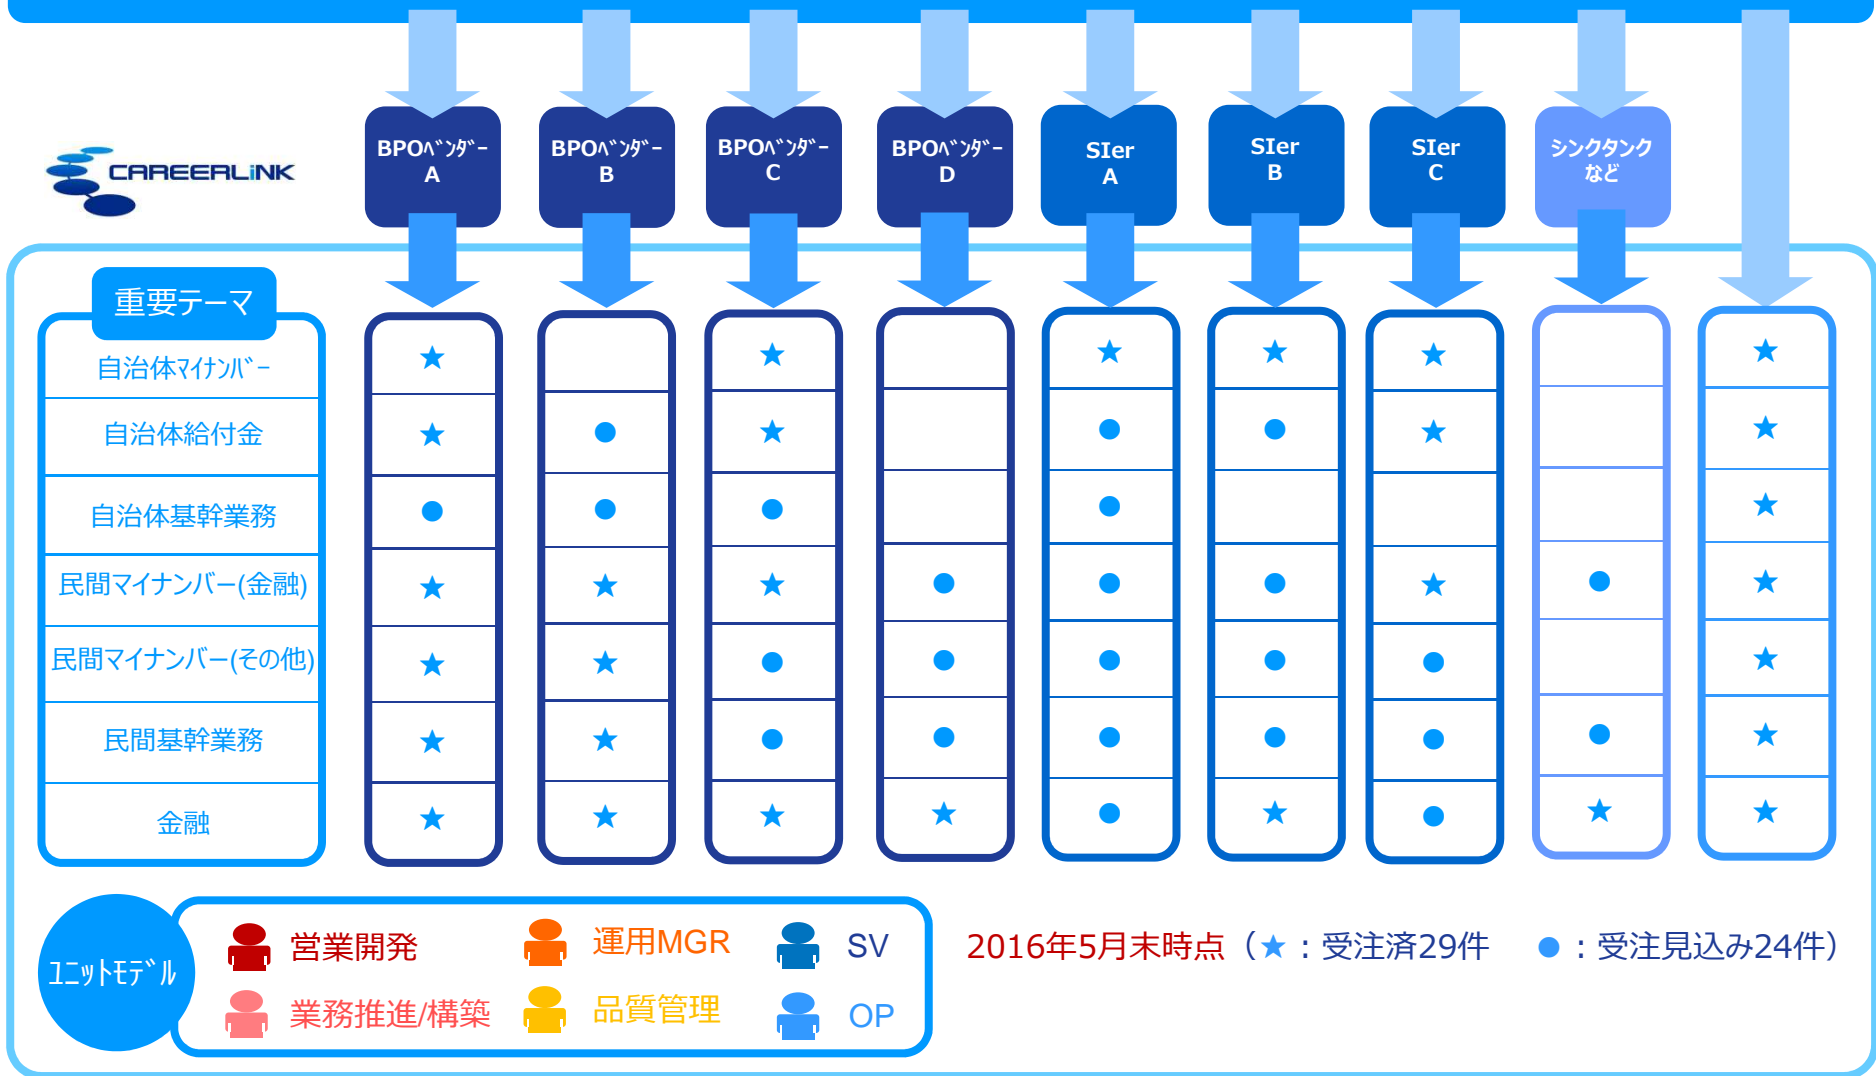 BPOベンダー
A
BPOベンダー
B
BPOベンダー
C
BPOベンダー
D
SIer
A
SIer
B
SIer
C
シンクタンク
など
CAREERLiNK
重要テーマ
自治体マイナンバー
★ ★ ★ ★ ★ ★
自治体給付金
★ ● ★ ● ● ★ ★
自治体基幹業務
● ● ● ● ★
民間マイナンバー(金融)
★ ★ ★ ● ● ● ★ ● ★
民間マイナンバー(その他)
★ ★ ● ● ● ● ● ★
民間基幹業務
★ ★ ● ● ● ● ● ● ★
金融
★ ★ ★ ★ ● ★ ● ★ ★
ユニットモデル
営業開発
運用MGR
SV
業務推進/構築
品質管理
OP
2016年5月末時点（★：受注済29件　●：受注見込み24件）